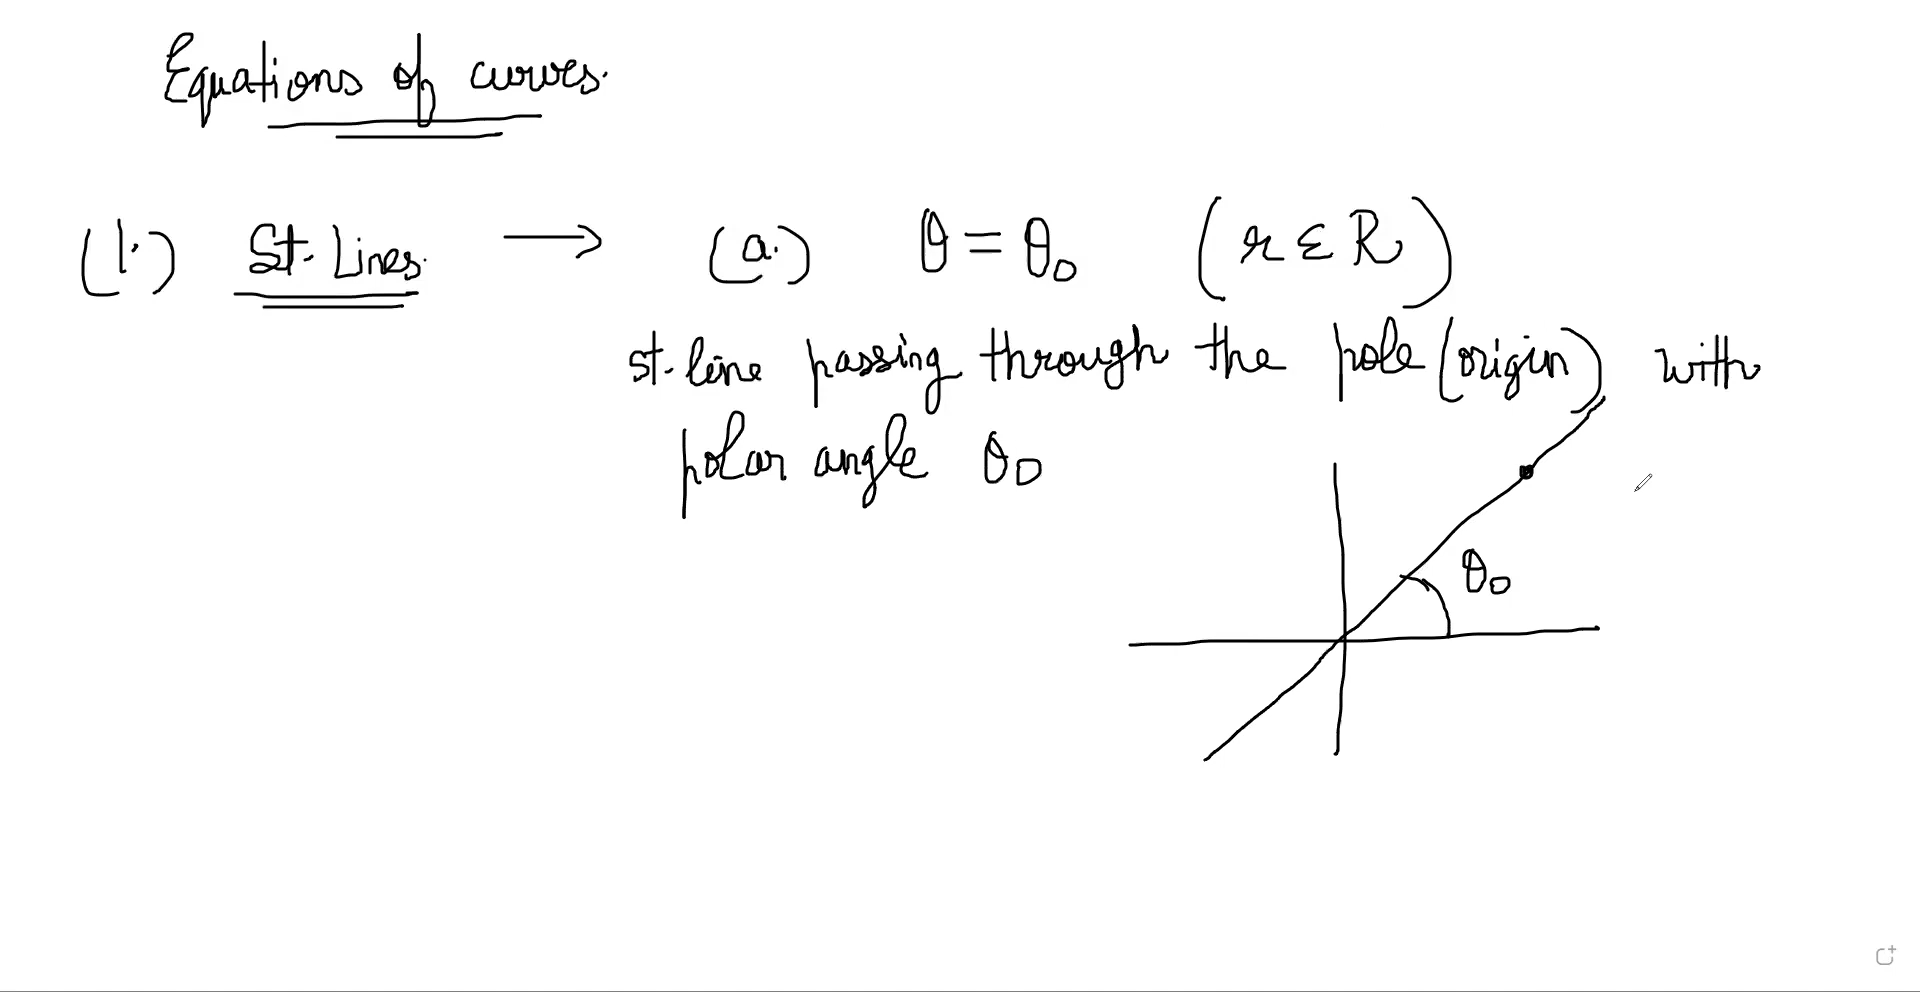 Equations of curves.
(1.) St. Lines. → (a.) θ = θ₀ (r ∈ R)
st. line passing through the pole (origin) with
polar angle θ₀
θ₀